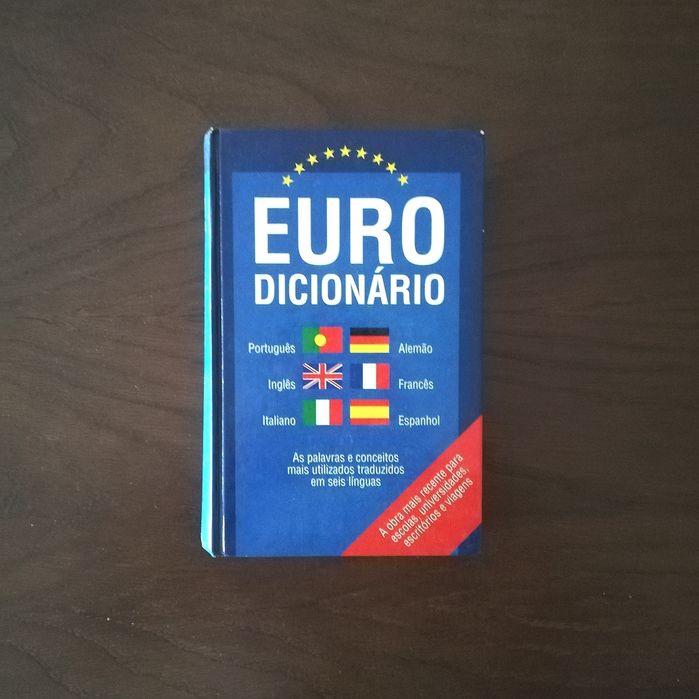 EURO
DICIONÁRIO
Português Alemão
Inglês Francês
Italiano Espanhol
As palavras e conceitos
mais utilizados traduzidos
em seis línguas
A obra mais recente para
escolas, universidades,
escritórios e viagens